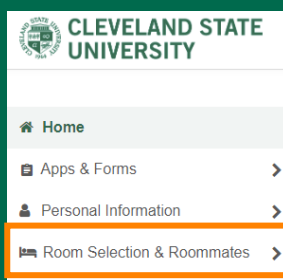 CLEVELAND STATE
UNIVERSITY
Home
Apps & Forms
Personal Information
Room Selection & Roommates